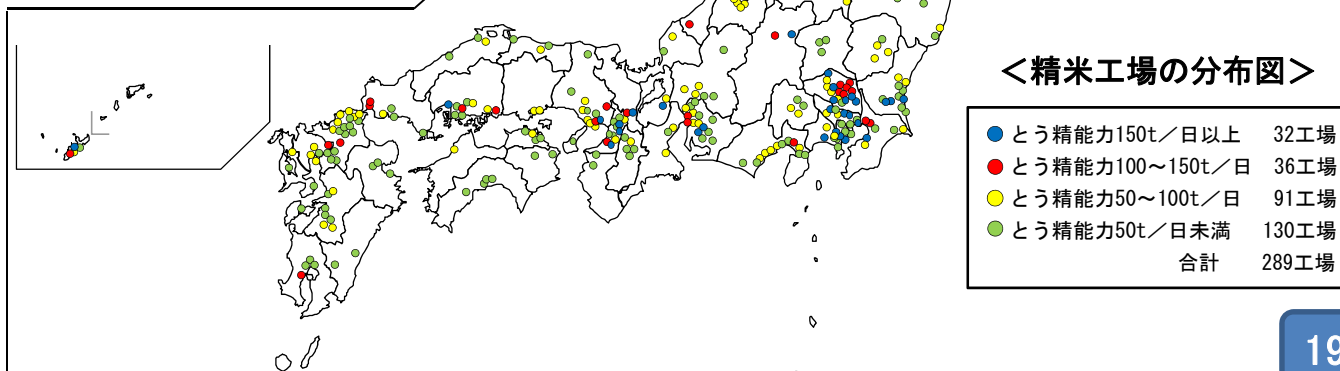 ＜精米工場の分布図＞
とう精能力150t／日以上 32工場
とう精能力100～150t／日 36工場
とう精能力50～100t／日 91工場
とう精能力50t／日未満 130工場
合計 289工場
19